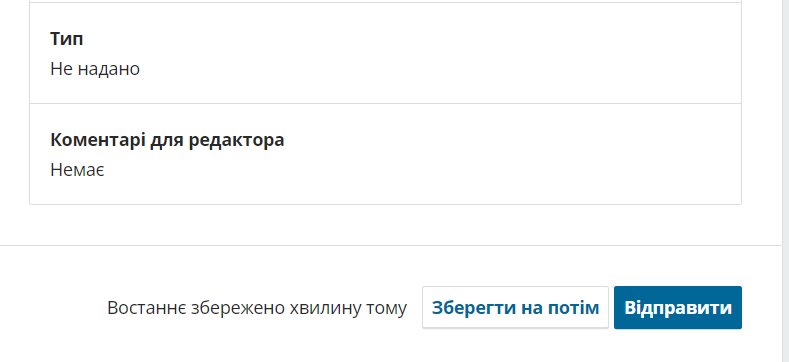 Тип
Не надано
Коментарі для редактора
Немає
Востаннє збережено хвилину тому Зберегти на потім Відправити